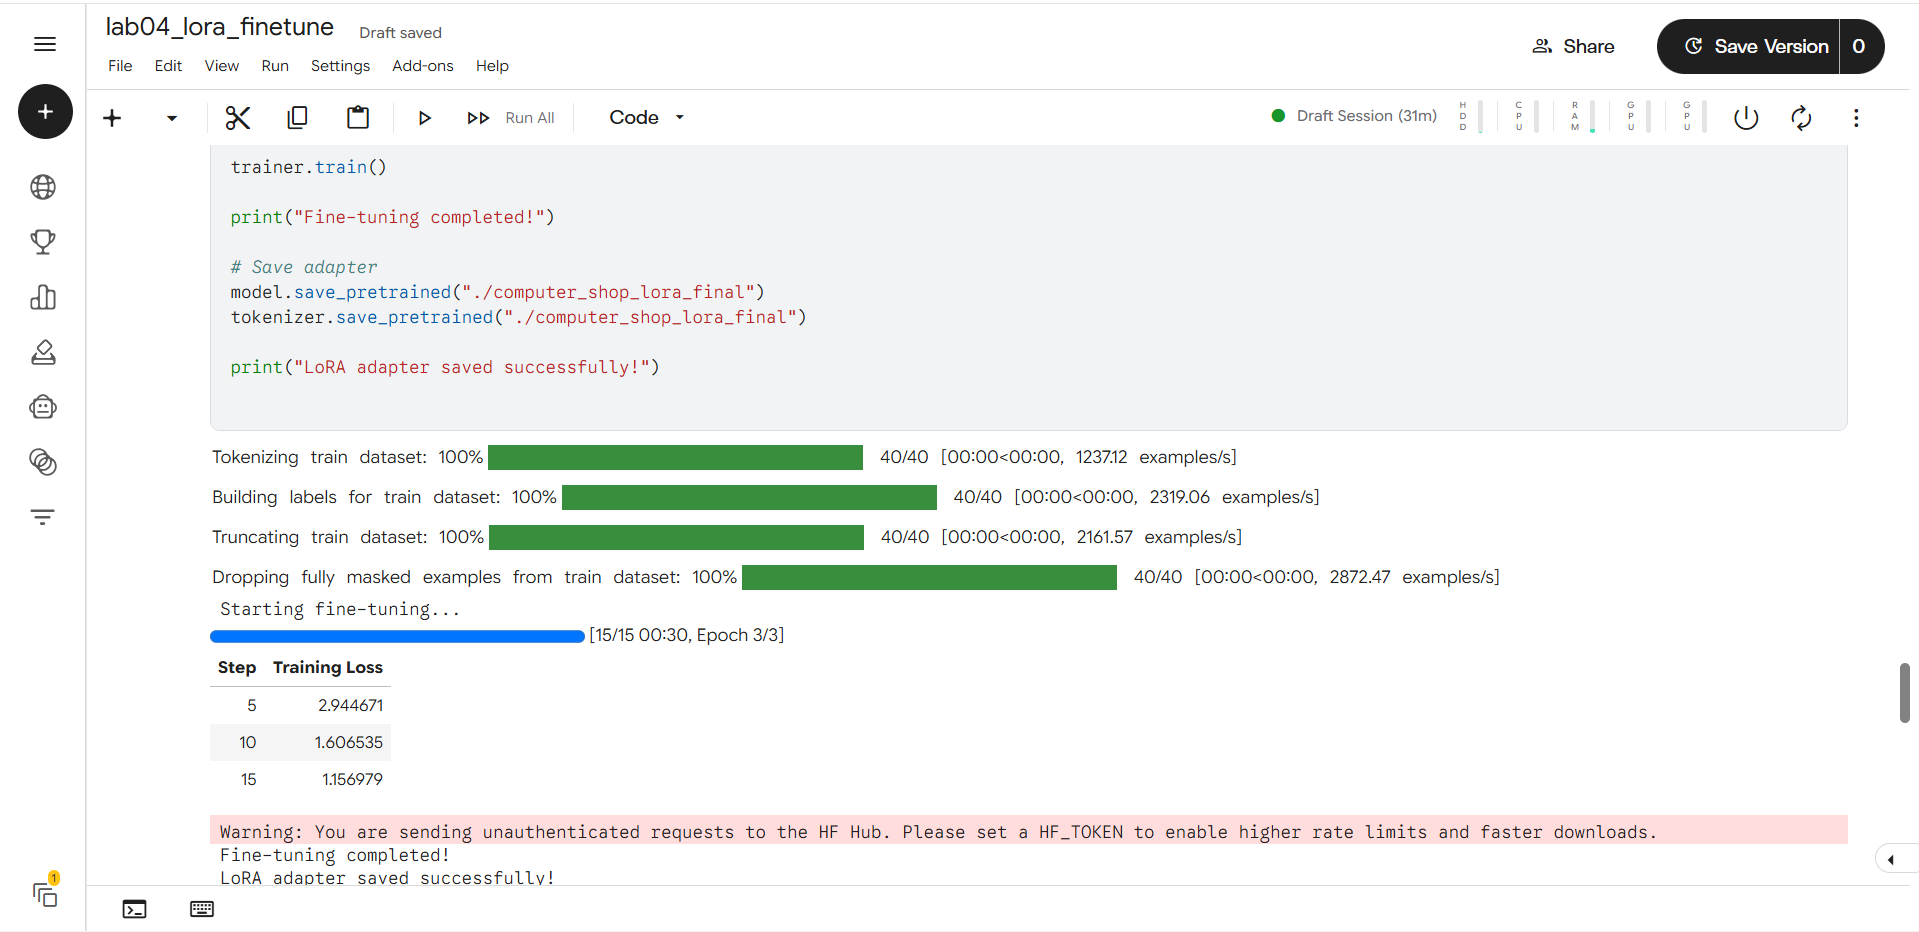 lab04_lora_finetune Draft saved
File Edit View Run Settings Add-ons Help
Share
Save Version 0
Run All
Code
Draft Session (31m)
HDD
CPU
RAM
GPU
GPU
trainer.train()
print("Fine-tuning completed!")
# Save adapter
model.save_pretrained("./computer_shop_lora_final")
tokenizer.save_pretrained("./computer_shop_lora_final")
print("LoRA adapter saved successfully!")
Tokenizing train dataset: 100% 40/40 [00:00<00:00, 1237.12 examples/s]
Building labels for train dataset: 100% 40/40 [00:00<00:00, 2319.06 examples/s]
Truncating train dataset: 100% 40/40 [00:00<00:00, 2161.57 examples/s]
Dropping fully masked examples from train dataset: 100% 40/40 [00:00<00:00, 2872.47 examples/s]
Starting fine-tuning...
[15/15 00:30, Epoch 3/3]
Step Training Loss
5 2.944671
10 1.606535
15 1.156979
Warning: You are sending unauthenticated requests to the HF Hub. Please set a HF_TOKEN to enable higher rate limits and faster downloads.
Fine-tuning completed!
LoRA adapter saved successfully!
1